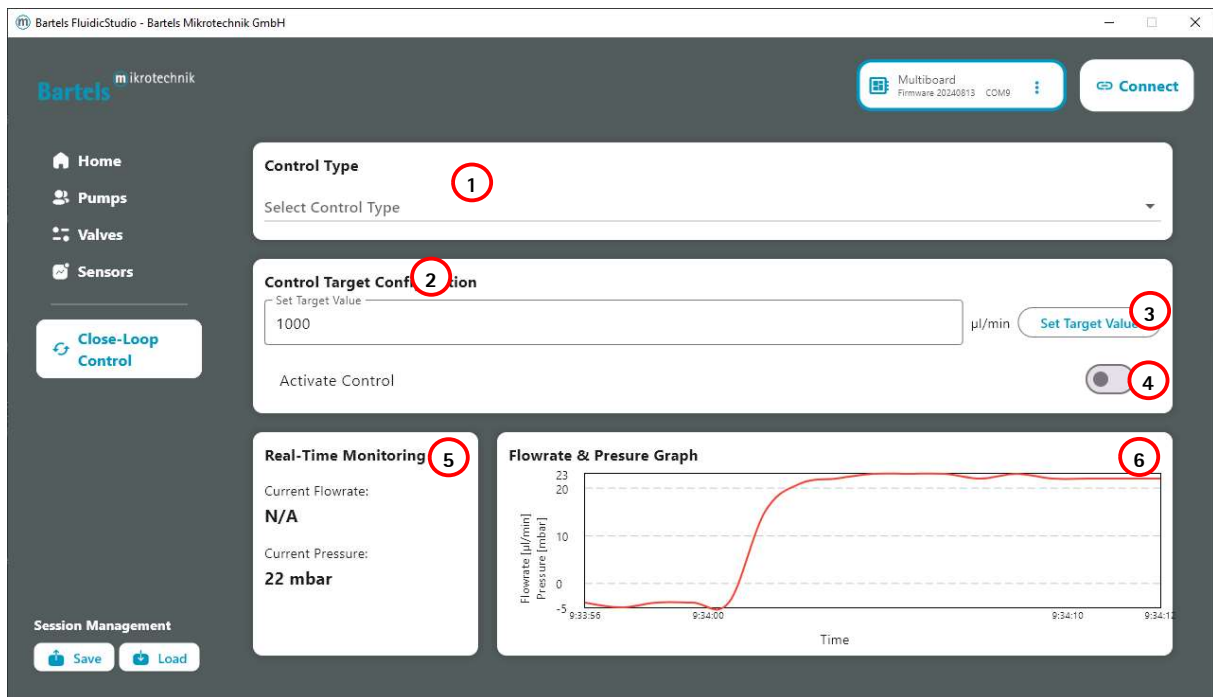 Bartels FluidicStudio - Bartels Mikrotechnik GmbH
Bartels mikrotechnik
Multiboard
Firmware 20240813 COM9
Connect
Home
Pumps
Valves
Sensors
Close-Loop
Control
Control Type
1
Select Control Type
Control Target
2
Set Target Value
1000
µl/min
Set Target Value
3
Activate Control
4
Real-Time Monitoring
5
Current Flowrate:
N/A
Current Pressure:
22 mbar
Flowrate & Presure Graph
6
23
20
10
0
-5
Flowrate [µl/min]
Pressure [mbar]
9:33:56
9:34:00
9:34:10
9:34:12
Time
Session Management
Save
Load